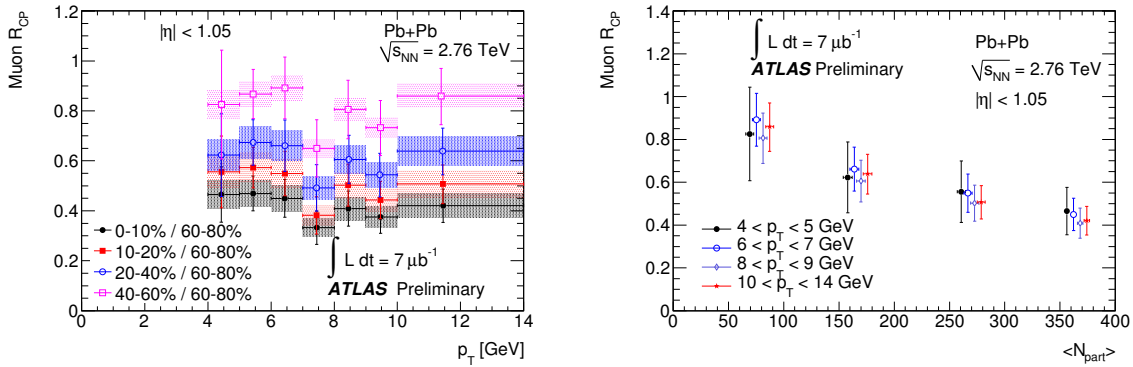 Muon R_CP
|η| < 1.05
Pb+Pb
√s_NN = 2.76 TeV
1.2
1
0.8
0.6
0.4
0.2
0
0-10% / 60-80%
10-20% / 60-80%
20-40% / 60-80%
40-60% / 60-80%
∫ L dt = 7 μb⁻¹
ATLAS Preliminary
0 2 4 6 8 10 12 14
p_T [GeV]
Muon R_CP
∫ L dt = 7 μb⁻¹
ATLAS Preliminary
Pb+Pb
√s_NN = 2.76 TeV
|η| < 1.05
1.4
1.2
1
0.8
0.6
0.4
0.2
0
4 < p_T < 5 GeV
6 < p_T < 7 GeV
8 < p_T < 9 GeV
10 < p_T < 14 GeV
0 50 100 150 200 250 300 350 400
<N_part>